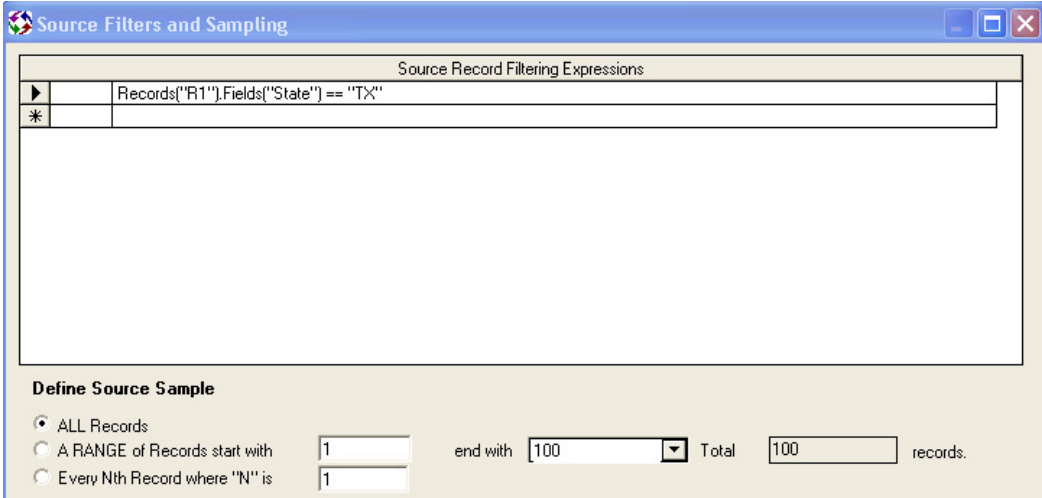 Source Filters and Sampling
Source Record Filtering Expressions
Records("R1").Fields("State") == "TX"
Define Source Sample
ALL Records
A RANGE of Records start with 1 end with 100 Total 100 records.
Every Nth Record where "N" is 1